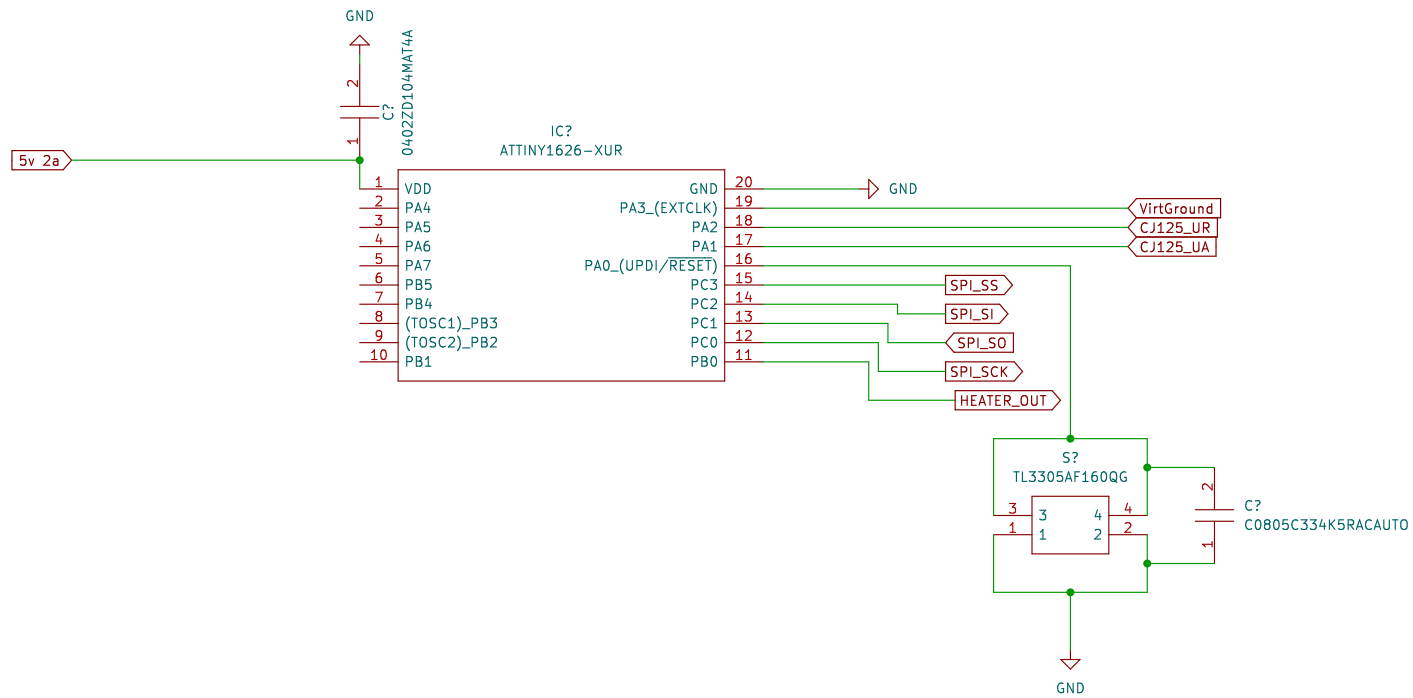 GND
2
C?
1
0402ZD104MAT4A
5v 2a
IC?
ATTINY1626-XUR
1 VDD
2 PA4
3 PA5
4 PA6
5 PA7
6 PB5
7 PB4
8 (TOSC1)_PB3
9 (TOSC2)_PB2
10 PB1
GND 20
PA3_(EXTCLK) 19
PA2 18
PA1 17
PA0_(UPDI/RESET) 16
PC3 15
PC2 14
PC1 13
PC0 12
PB0 11
GND
VirtGround
CJ125_UR
CJ125_UA
SPI_SS
SPI_SI
SPI_SO
SPI_SCK
HEATER_OUT
S?
TL3305AF160QG
3 3 4 4
1 1 2 2
2
1
C?
C0805C334K5RACAUTO
GND